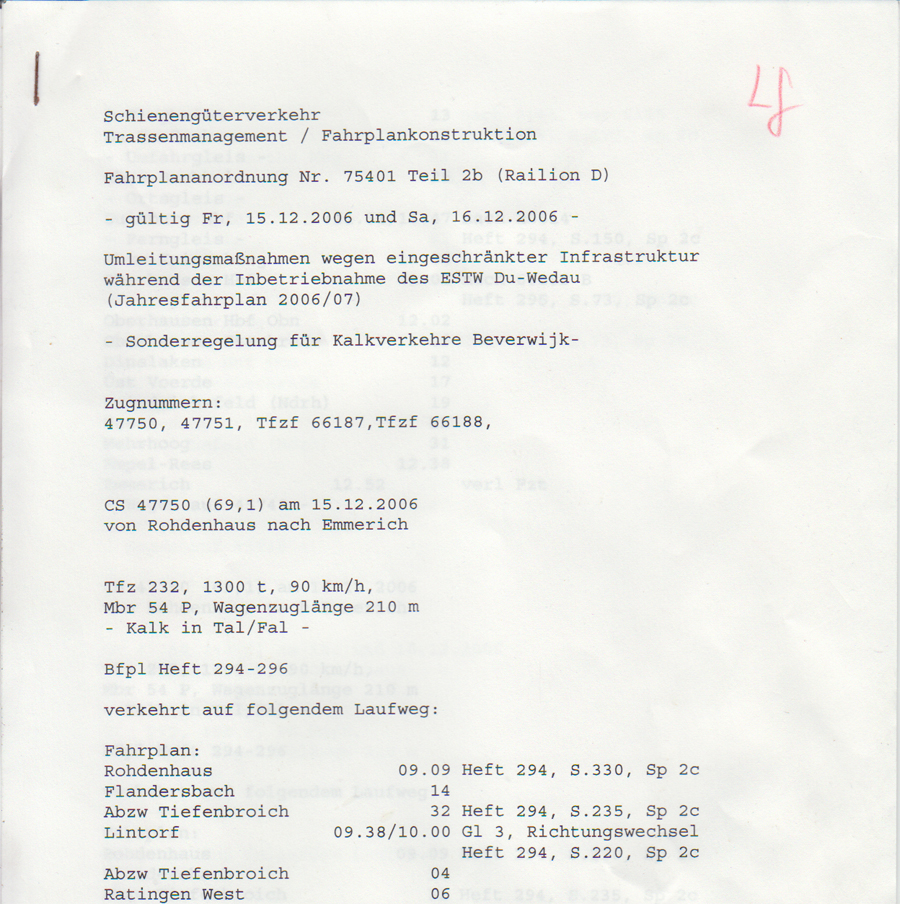 Lf
Schienengüterverkehr
Trassenmanagement / Fahrplankonstruktion
Fahrplananordnung Nr. 75401 Teil 2b (Railion D)
- gültig Fr, 15.12.2006 und Sa, 16.12.2006 -
Umleitungsmaßnahmen wegen eingeschränkter Infrastruktur
während der Inbetriebnahme des ESTW Du-Wedau
(Jahresfahrplan 2006/07)
- Sonderregelung für Kalkverkehre Beverwijk-
Zugnummern:
47750, 47751, Tfzf 66187,Tfzf 66188,
CS 47750 (69,1) am 15.12.2006
von Rohdenhaus nach Emmerich
Tfz 232, 1300 t, 90 km/h,
Mbr 54 P, Wagenzuglänge 210 m
- Kalk in Tal/Fal -
Bfpl Heft 294-296
verkehrt auf folgendem Laufweg:
Fahrplan:
Rohdenhaus 09.09 Heft 294, S.330, Sp 2c
Flandersbach 14
Abzw Tiefenbroich 32 Heft 294, S.235, Sp 2c
Lintorf 09.38/10.00 Gl 3, Richtungswechsel
Heft 294, S.220, Sp 2c
Abzw Tiefenbroich 04
Ratingen West 06